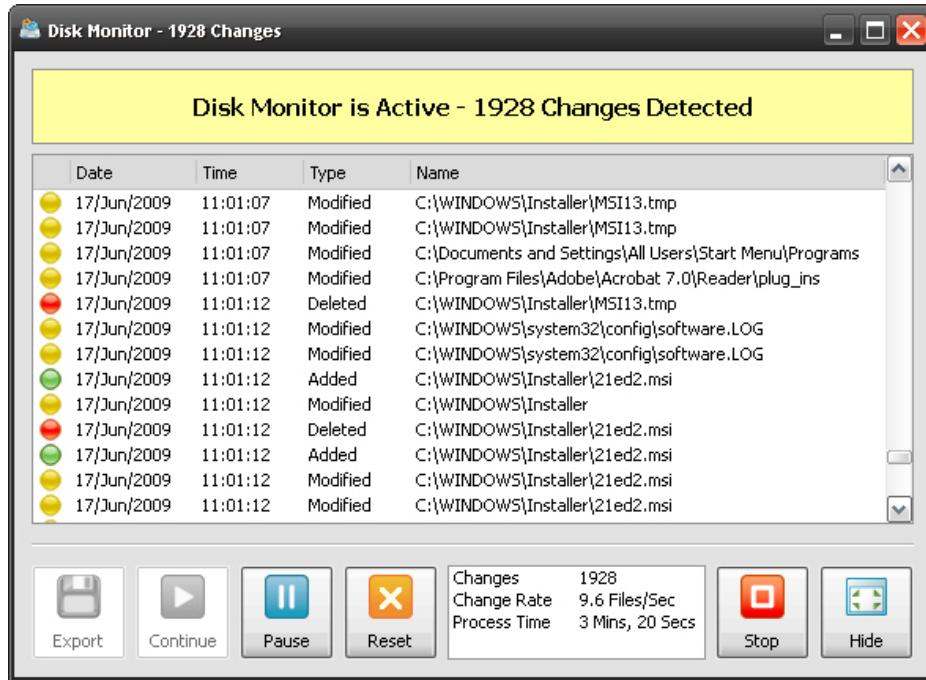 Disk Monitor - 1928 Changes
Disk Monitor is Active - 1928 Changes Detected
Date Time Type Name
17/Jun/2009 11:01:07 Modified C:\WINDOWS\Installer\MSI13.tmp
17/Jun/2009 11:01:07 Modified C:\WINDOWS\Installer\MSI13.tmp
17/Jun/2009 11:01:07 Modified C:\Documents and Settings\All Users\Start Menu\Programs
17/Jun/2009 11:01:07 Modified C:\Program Files\Adobe\Acrobat 7.0\Reader\plug_ins
17/Jun/2009 11:01:12 Deleted C:\WINDOWS\Installer\MSI13.tmp
17/Jun/2009 11:01:12 Modified C:\WINDOWS\system32\config\software.LOG
17/Jun/2009 11:01:12 Modified C:\WINDOWS\system32\config\software.LOG
17/Jun/2009 11:01:12 Added C:\WINDOWS\Installer\21ed2.msi
17/Jun/2009 11:01:12 Modified C:\WINDOWS\Installer
17/Jun/2009 11:01:12 Deleted C:\WINDOWS\Installer\21ed2.msi
17/Jun/2009 11:01:12 Added C:\WINDOWS\Installer\21ed2.msi
17/Jun/2009 11:01:12 Modified C:\WINDOWS\Installer\21ed2.msi
17/Jun/2009 11:01:12 Modified C:\WINDOWS\Installer\21ed2.msi
Changes 1928
Change Rate 9.6 Files/Sec
Process Time 3 Mins, 20 Secs
Export Continue Pause Reset Stop Hide